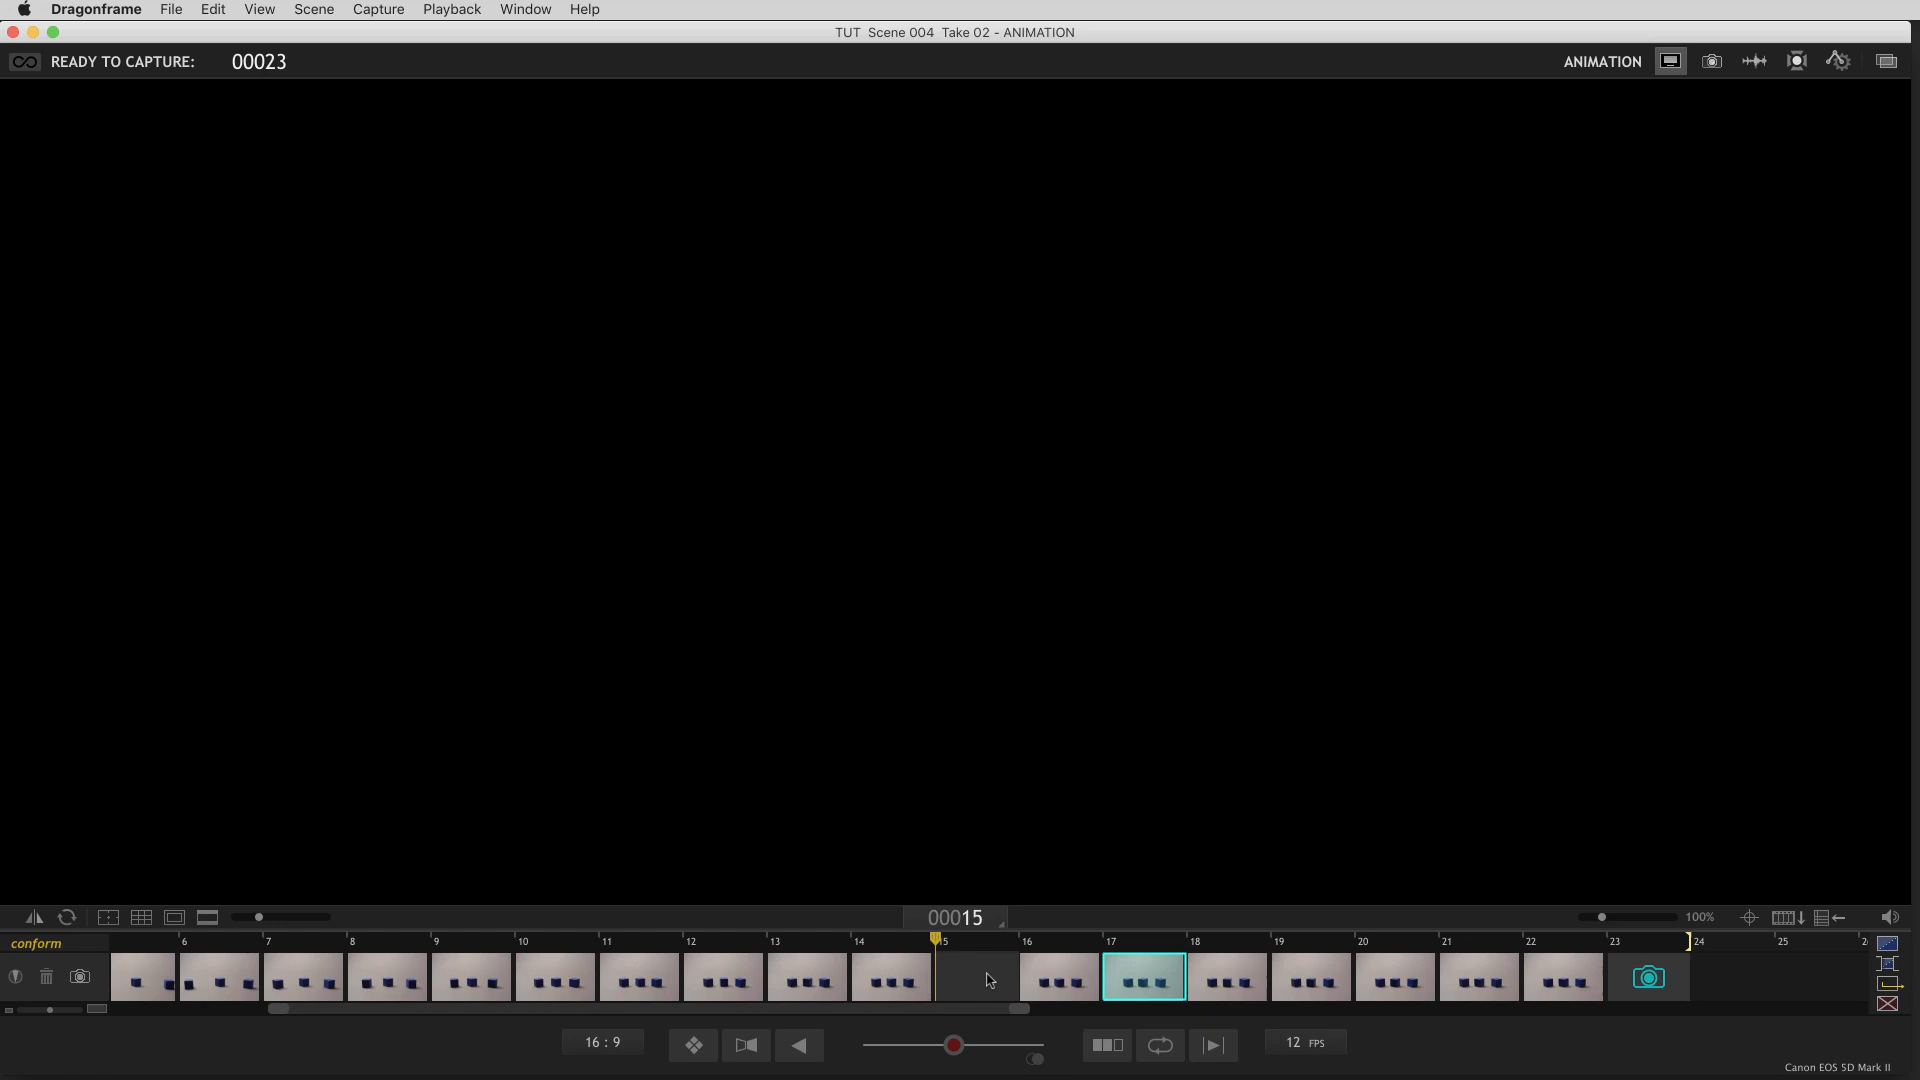 Dragonframe File Edit View Scene Capture Playback Window Help
TUT Scene 004 Take 02 - ANIMATION
READY TO CAPTURE: 00023 ANIMATION
00015 100%
conform 6 7 8 9 10 11 12 13 14 15 16 17 18 19 20 21 22 23 24 25
16 : 9 12 FPS
Canon EOS 5D Mark II